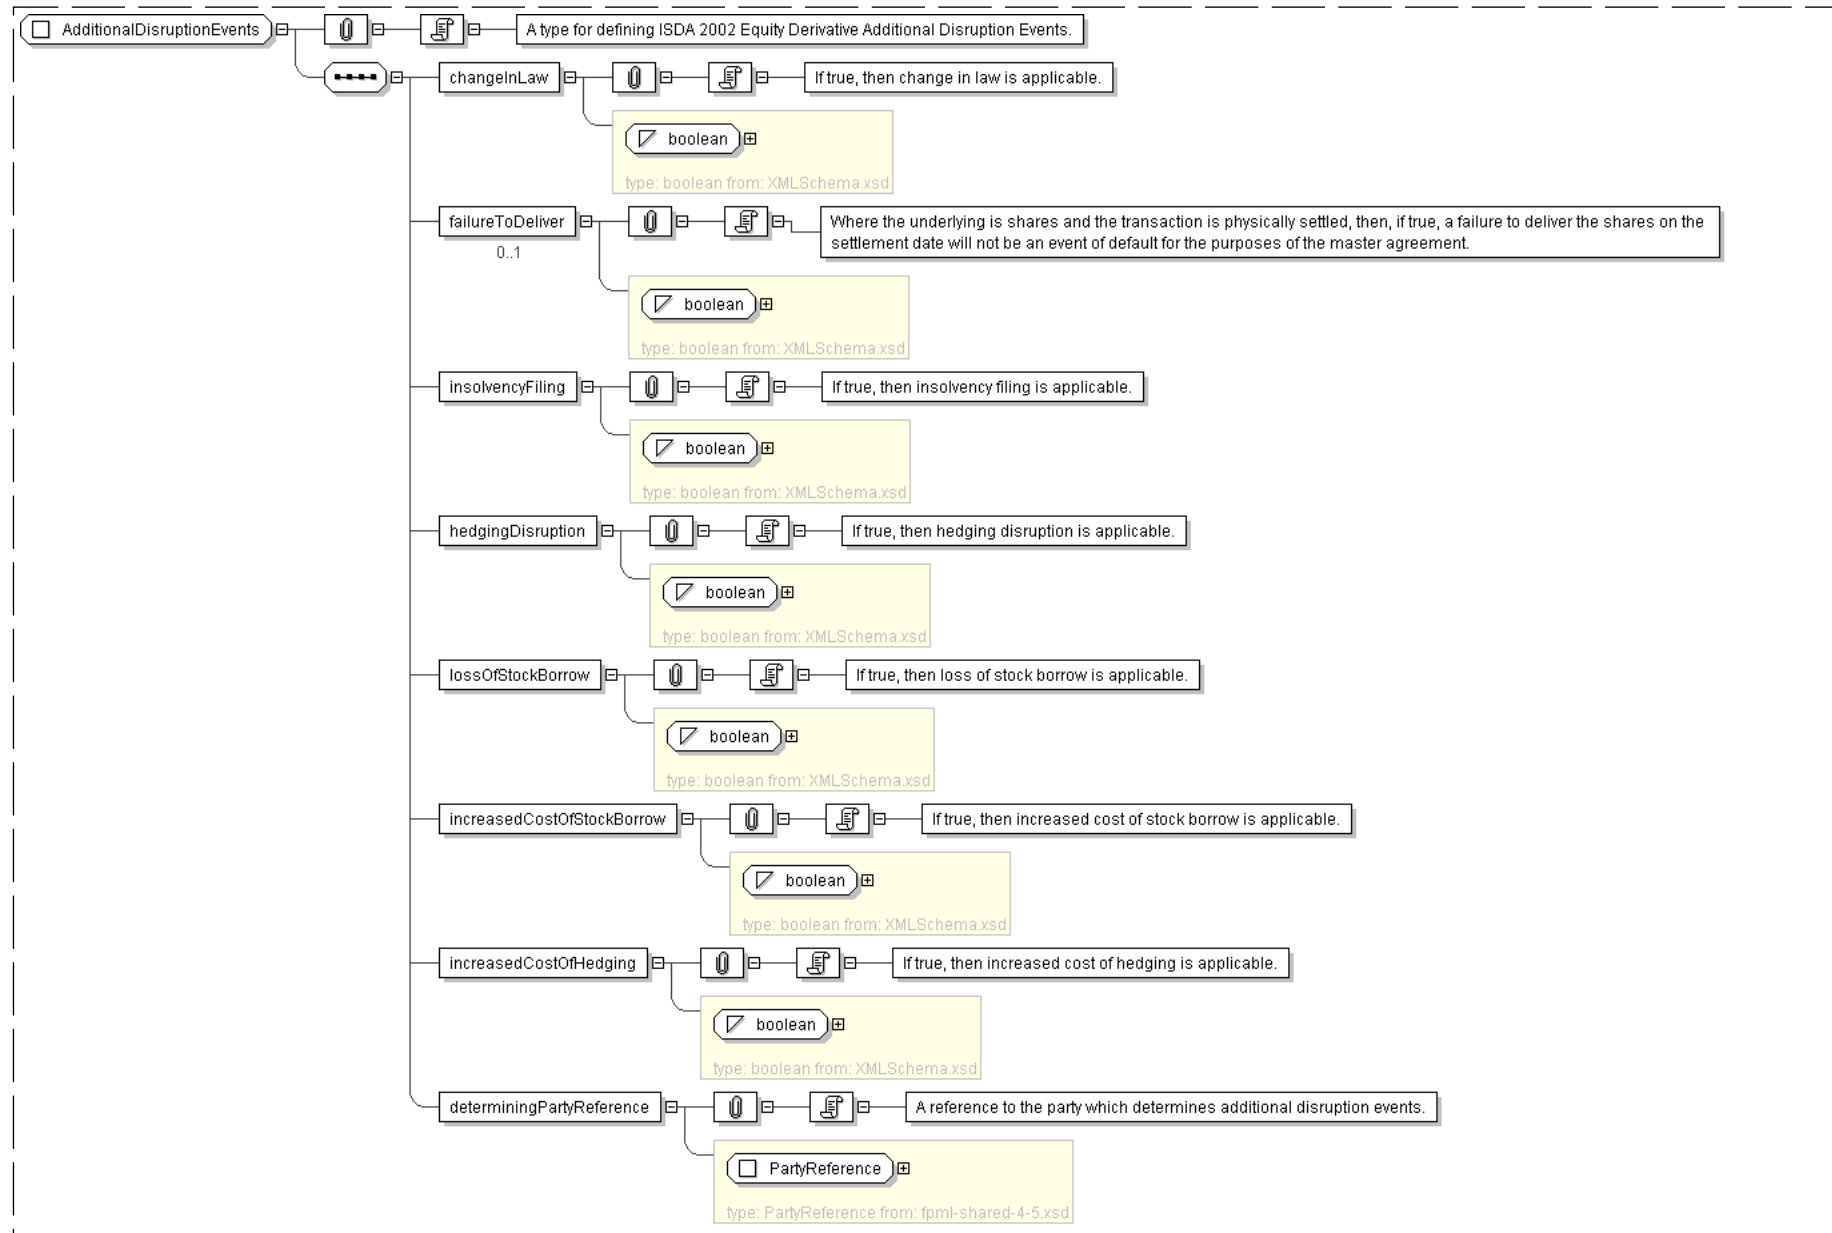 AdditionalDisruptionEvents
A type for defining ISDA 2002 Equity Derivative Additional Disruption Events.
changeInLaw
If true, then change in law is applicable.
boolean
type: boolean from: XMLSchema.xsd
failureToDeliver
0..1
Where the underlying is shares and the transaction is physically settled, then, if true, a failure to deliver the shares on the
settlement date will not be an event of default for the purposes of the master agreement.
boolean
type: boolean from: XMLSchema.xsd
insolvencyFiling
If true, then insolvency filing is applicable.
boolean
type: boolean from: XMLSchema.xsd
hedgingDisruption
If true, then hedging disruption is applicable.
boolean
type: boolean from: XMLSchema.xsd
lossOfStockBorrow
If true, then loss of stock borrow is applicable.
boolean
type: boolean from: XMLSchema.xsd
increasedCostOfStockBorrow
If true, then increased cost of stock borrow is applicable.
boolean
type: boolean from: XMLSchema.xsd
increasedCostOfHedging
If true, then increased cost of hedging is applicable.
boolean
type: boolean from: XMLSchema.xsd
determiningPartyReference
A reference to the party which determines additional disruption events.
PartyReference
type: PartyReference from: fpml-shared-4-5.xsd